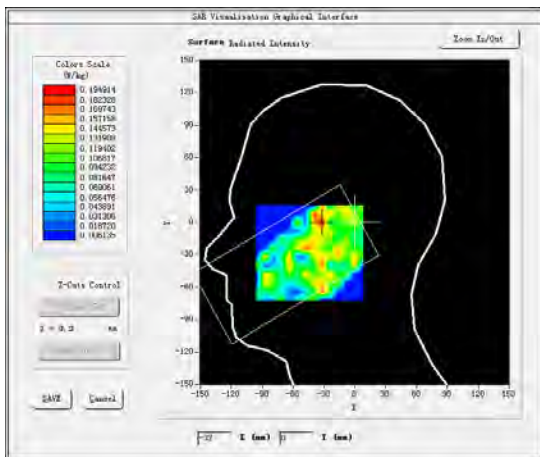 SAR Visualisation Graphical Interface
Surface Radiated Intensity
Zoom In/Out
Colors Scale
(W/kg)
0.194914
0.182328
0.169743
0.157158
0.144573
0.131988
0.119402
0.106817
0.094232
0.081647
0.069061
0.056476
0.043891
0.031306
0.018720
0.006135
Z-Cuts Control
Z = 0.2 mm
SAVE
Cancel
150
120
90
60
30
0
-30
-60
-90
-120
-150
Y
-150 -120 -90 -60 -30 0 30 60 90 120 150
X
-32 X (mm) 0 Y (mm)